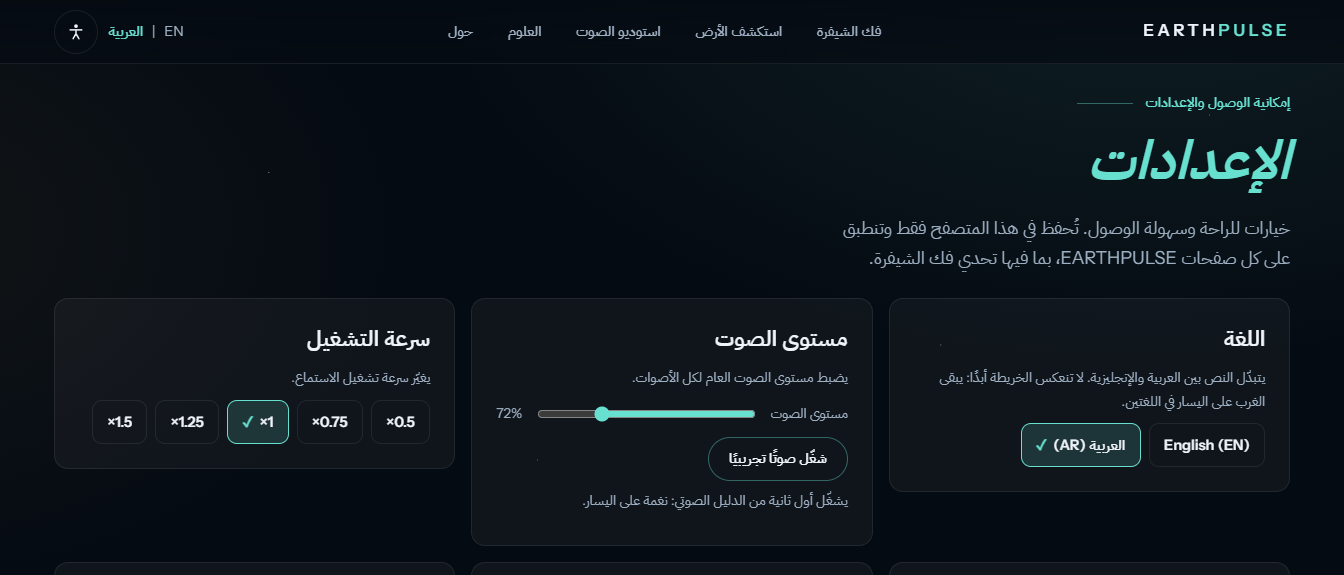 EARTHPULSE
فك الشيفرة
استكشف الأرض
استوديو الصوت
العلوم
حول
EN | العربية
إمكانية الوصول والإعدادات
الإعدادات
خيارات للراحة وسهولة الوصول. تُحفظ في هذا المتصفح فقط وتنطبق
على كل صفحات EARTHPULSE، بما فيها تحدي فك الشيفرة.
اللغة
يتبدّل النص بين العربية والإنجليزية. لا تنعكس الخريطة أبدًا: يبقى
الغرب على اليسار في اللغتين.
English (EN)
العربية (AR) ✓
مستوى الصوت
يضبط مستوى الصوت العام لكل الأصوات.
مستوى الصوت 72%
شغّل صوتًا تجريبيًا
يشغّل أول ثانية من الدليل الصوتي: نغمة على اليسار.
سرعة التشغيل
يغيّر سرعة تشغيل الاستماع.
×0.5
×0.75
×1 ✓
×1.25
×1.5